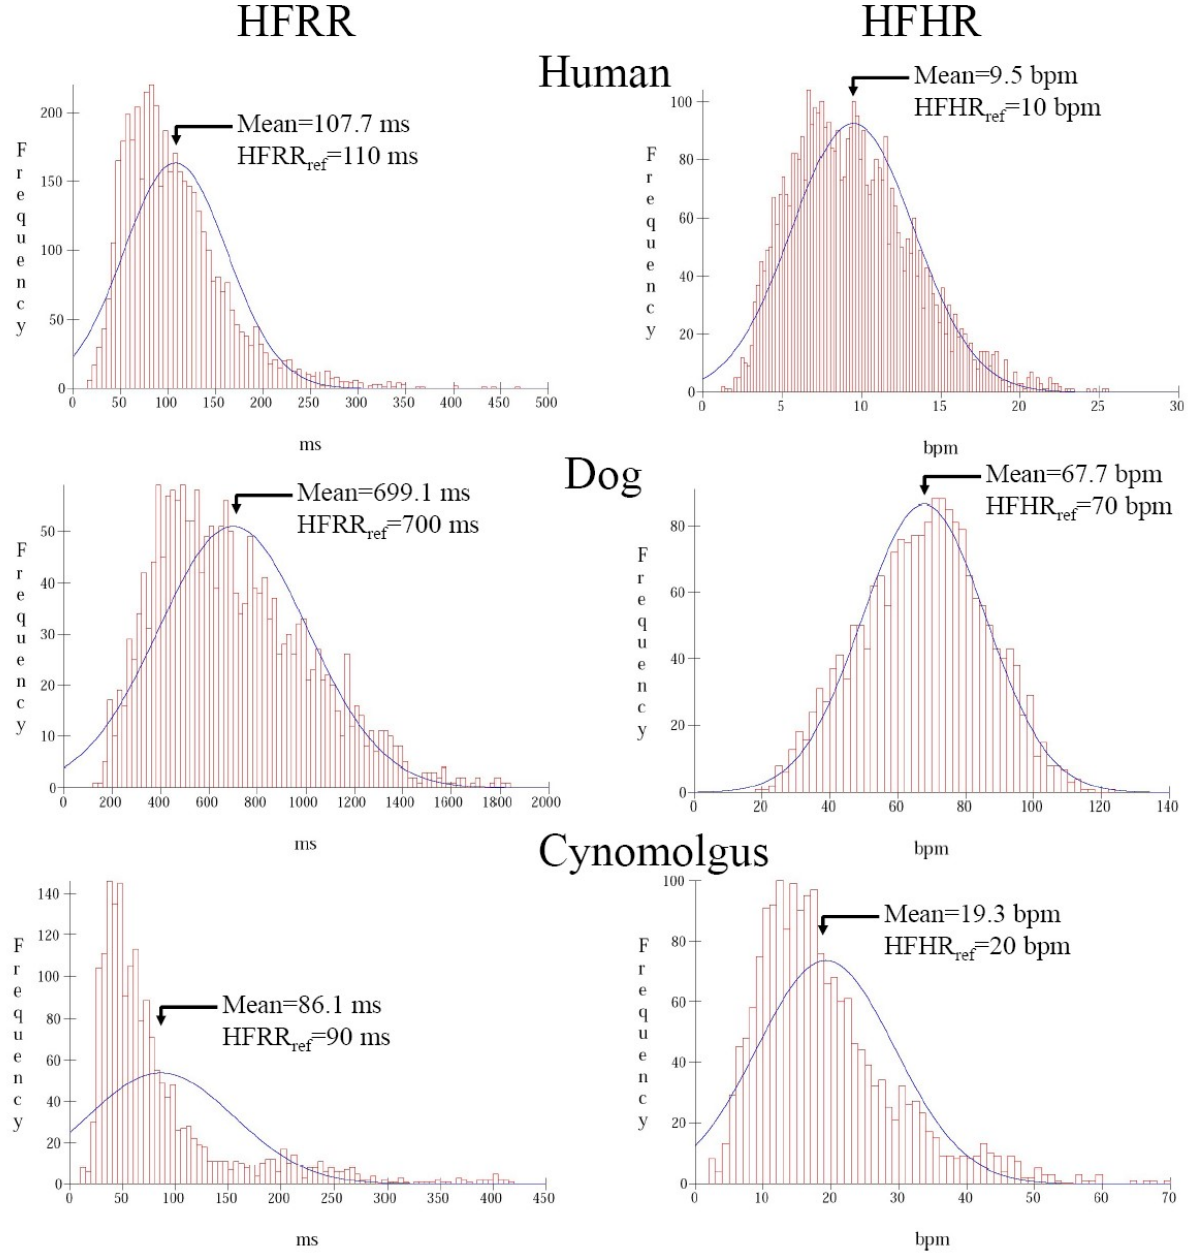 HFRR
HFHR
Human
Mean=107.7 ms
HFRRref=110 ms
Frequency
200
150
100
50
0
0 50 100 150 200 250 300 350 400 450 500
ms
Mean=9.5 bpm
HFHRref=10 bpm
Frequency
100
80
60
40
20
0
0 5 10 15 20 25 30
bpm
Dog
Mean=699.1 ms
HFRRref=700 ms
Frequency
50
40
30
20
10
0
0 200 400 600 800 1000 1200 1400 1600 1800 2000
ms
Mean=67.7 bpm
HFHRref=70 bpm
Frequency
80
60
40
20
0
0 20 40 60 80 100 120 140
bpm
Cynomolgus
Mean=86.1 ms
HFRRref=90 ms
Frequency
140
120
100
80
60
40
20
0
0 50 100 150 200 250 300 350 400 450
ms
Mean=19.3 bpm
HFHRref=20 bpm
Frequency
100
80
60
40
20
0
0 10 20 30 40 50 60 70
bpm